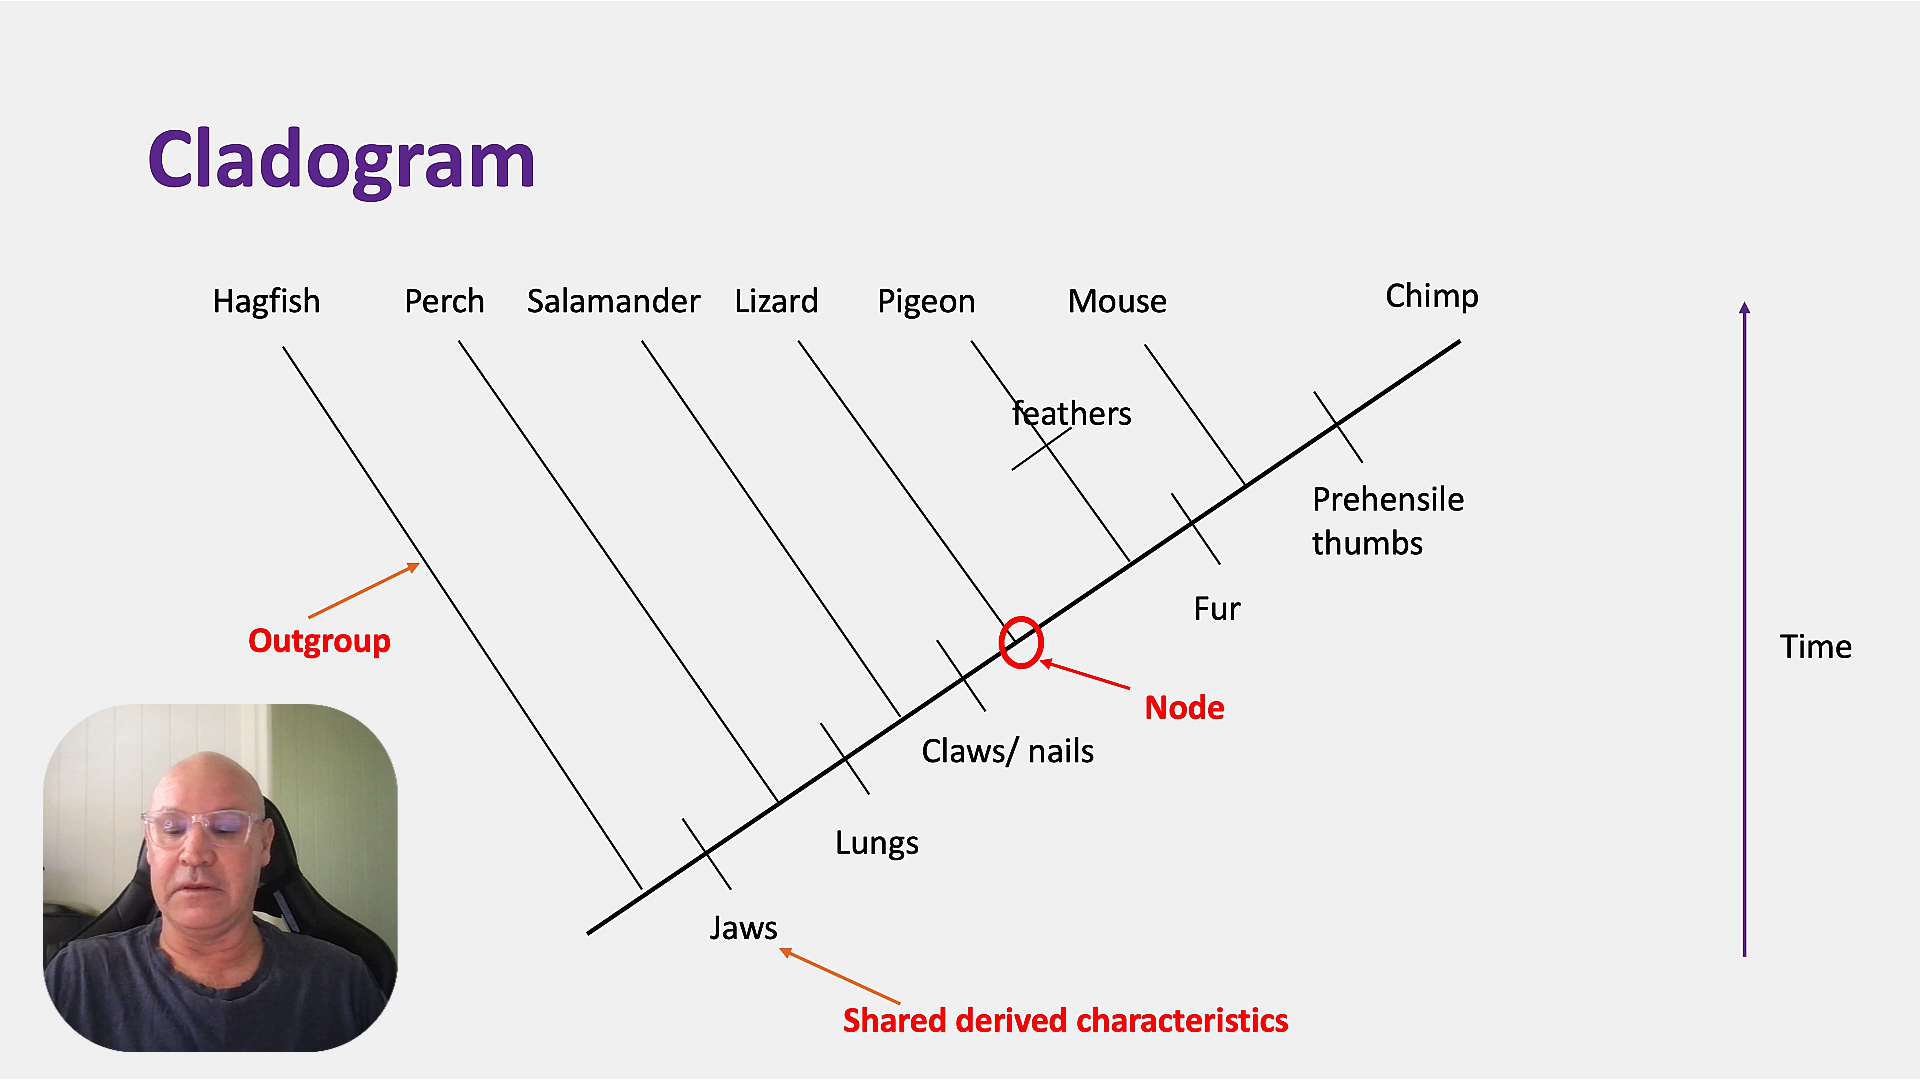 Cladogram
Hagfish
Perch
Salamander
Lizard
Pigeon
Mouse
Chimp
feathers
Prehensile
thumbs
Fur
Outgroup
Time
Node
Claws/ nails
Lungs
Jaws
Shared derived characteristics